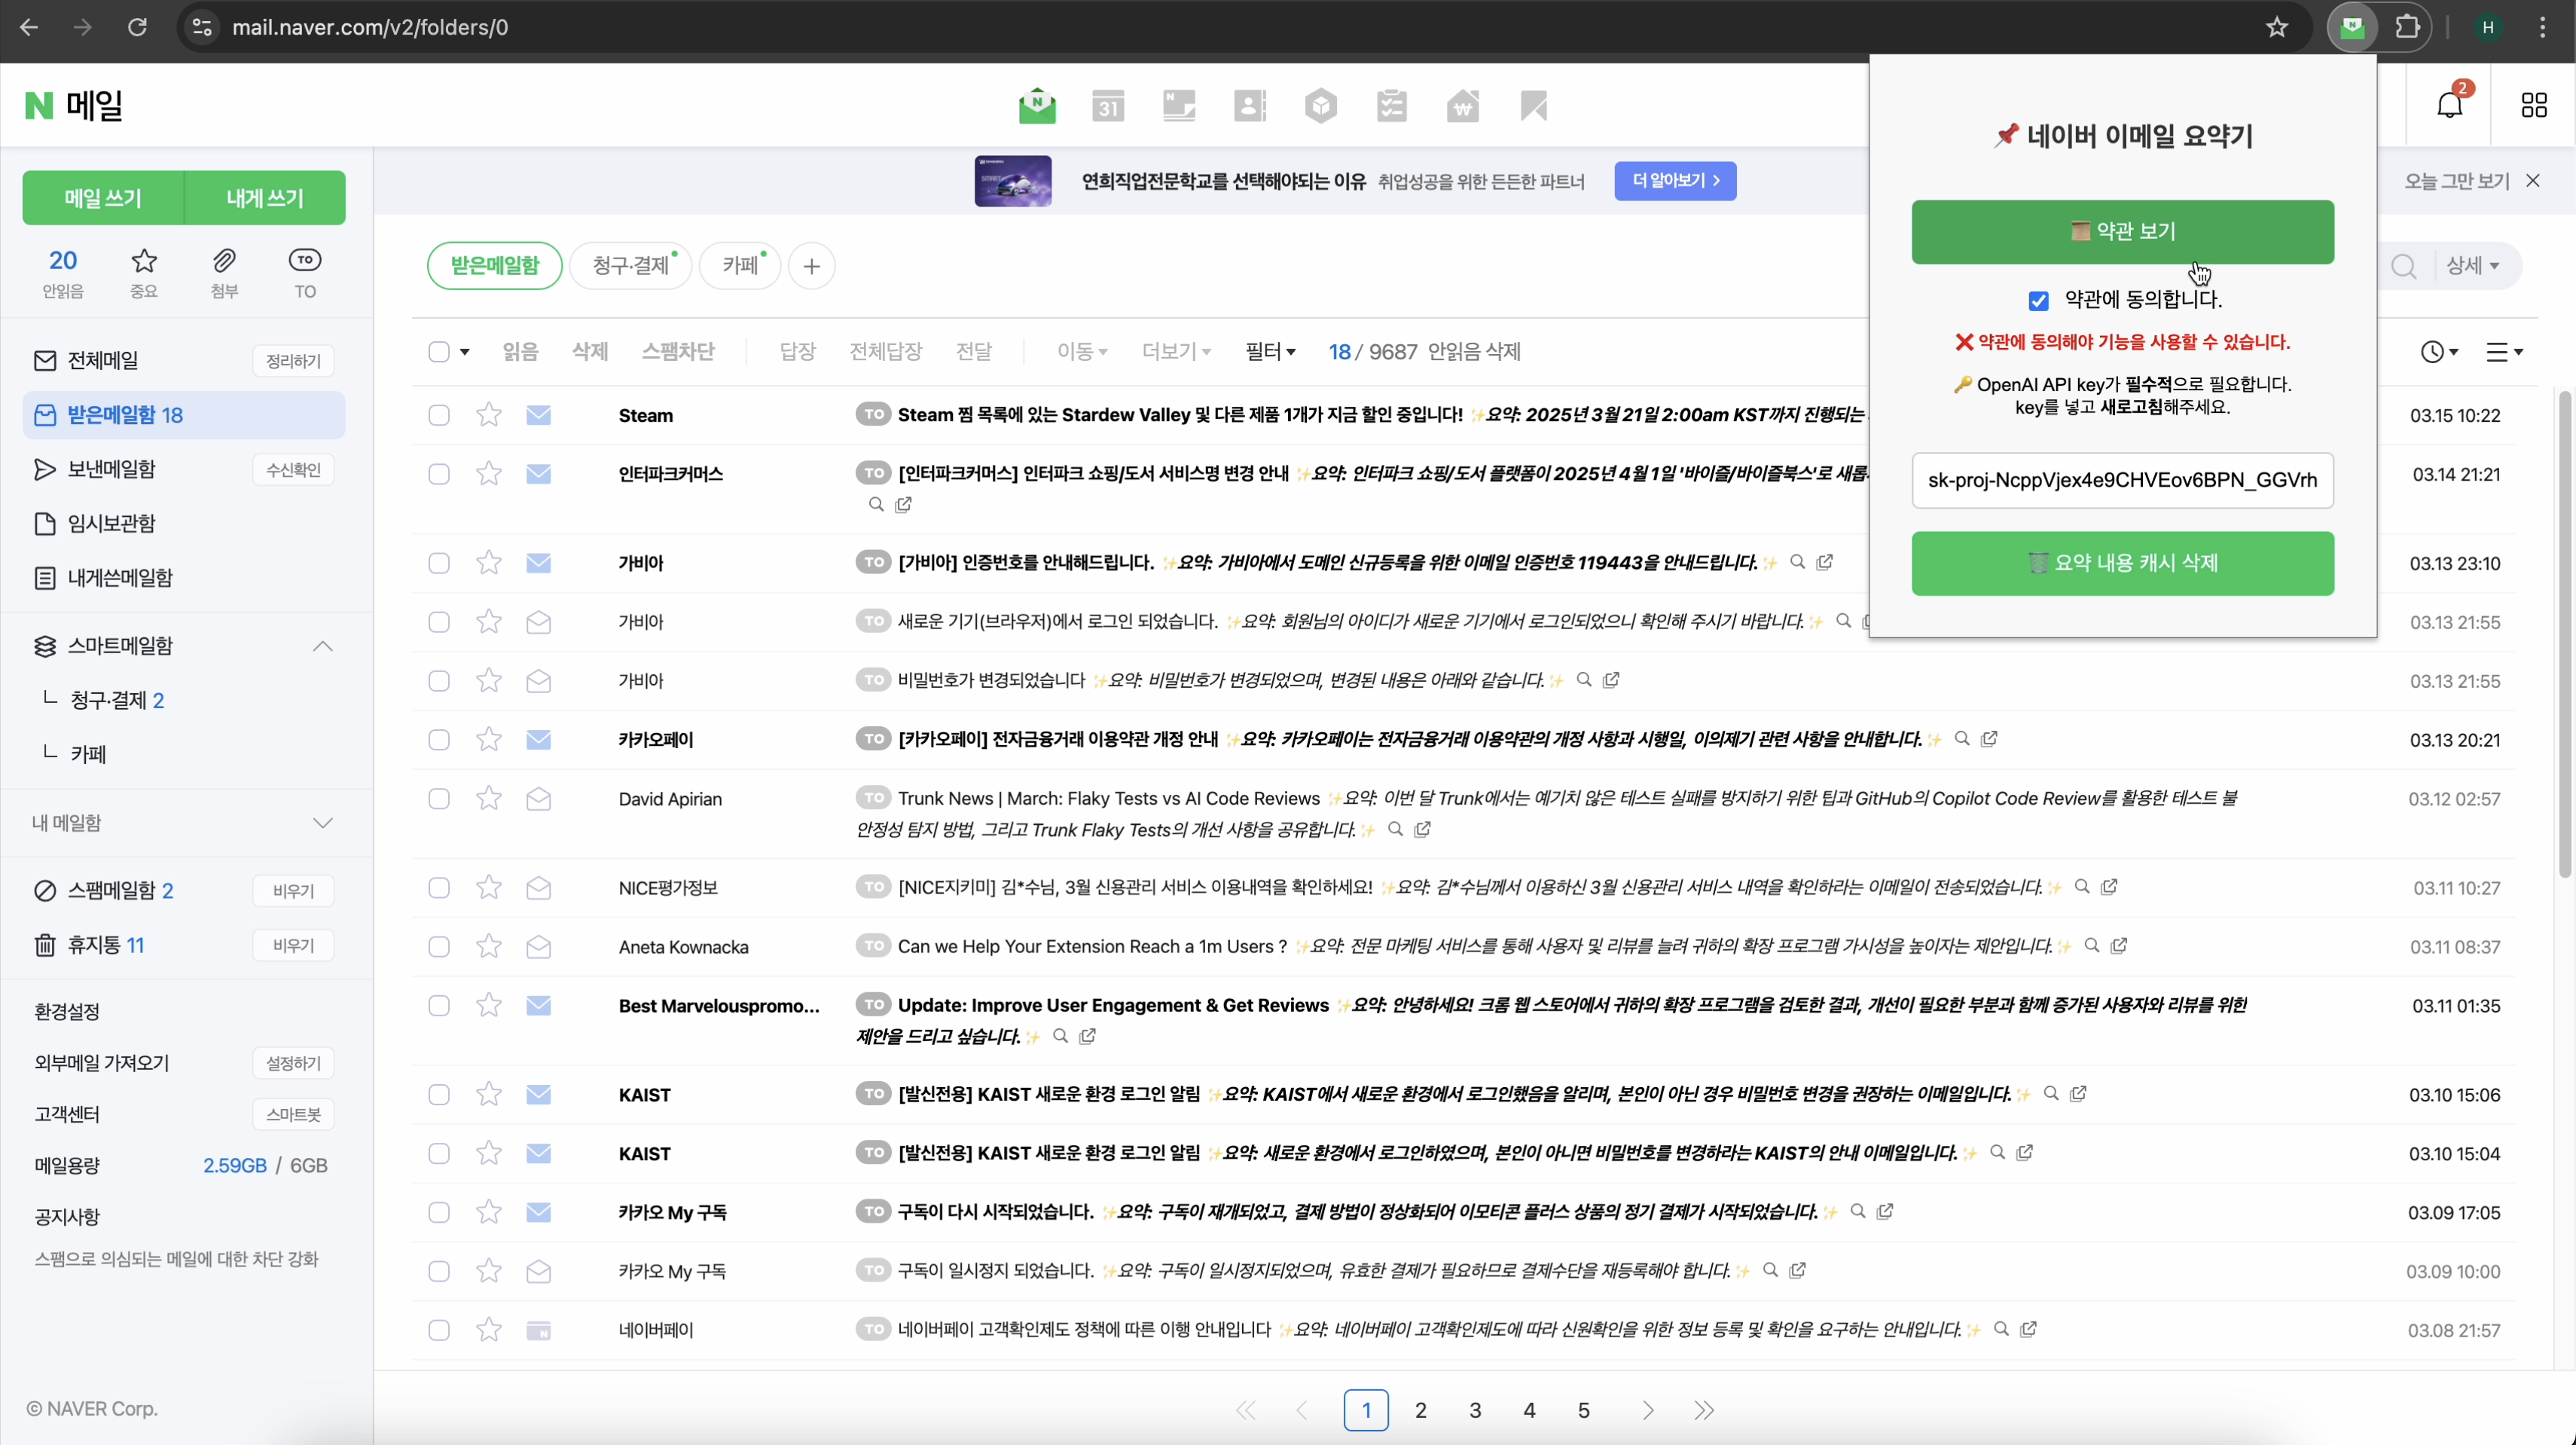 mail.naver.com/v2/folders/0
H
N 메일
N
31
N
₩
2
연희직업전문학교를 선택해야되는 이유 취업성공을 위한 든든한 파트너 더 알아보기 >
오늘 그만 보기
📌 네이버 이메일 요약기
📜 약관 보기
약관에 동의합니다.
❌ 약관에 동의해야 기능을 사용할 수 있습니다.
🔑 OpenAI API key가 필수적으로 필요합니다.
key를 넣고 새로고침해주세요.
sk-proj-NcppVjex4e9CHVEov6BPN_GGVrh
🗑️ 요약 내용 캐시 삭제
메일 쓰기 내게 쓰기
20 TO
안읽음 중요 첨부 TO
전체메일 정리하기
받은메일함 18
보낸메일함 수신확인
임시보관함
내게쓴메일함
스마트메일함
청구·결제 2
카페
내 메일함
스팸메일함 2 비우기
휴지통 11 비우기
환경설정
외부메일 가져오기 설정하기
고객센터 스마트봇
메일용량 2.59GB / 6GB
공지사항
스팸으로 의심되는 메일에 대한 차단 강화
© NAVER Corp.
받은메일함 청구·결제 카페 +
상세
읽음 삭제 스팸차단 답장 전체답장 전달 이동 더보기 필터 18 / 9687 안읽음 삭제
Steam TO Steam 찜 목록에 있는 Stardew Valley 및 다른 제품 1개가 지금 할인 중입니다! ✨요약: 2025년 3월 21일 2:00am KST까지 진행되는 03.15 10:22
인터파크커머스 TO [인터파크커머스] 인터파크 쇼핑/도서 서비스명 변경 안내 ✨요약: 인터파크 쇼핑/도서 플랫폼이 2025년 4월 1일 '바이즐/바이즐북스'로 새롭 03.14 21:21
가비아 TO [가비아] 인증번호를 안내해드립니다. ✨요약: 가비아에서 도메인 신규등록을 위한 이메일 인증번호 119443을 안내드립니다.✨ 03.13 23:10
가비아 TO 새로운 기기(브라우저)에서 로그인 되었습니다. ✨요약: 회원님의 아이디가 새로운 기기에서 로그인되었으니 확인해 주시기 바랍니다.✨ 03.13 21:55
가비아 TO 비밀번호가 변경되었습니다 ✨요약: 비밀번호가 변경되었으며, 변경된 내용은 아래와 같습니다.✨ 03.13 21:55
카카오페이 TO [카카오페이] 전자금융거래 이용약관 개정 안내 ✨요약: 카카오페이는 전자금융거래 이용약관의 개정 사항과 시행일, 이의제기 관련 사항을 안내합니다.✨ 03.13 20:21
David Apirian TO Trunk News | March: Flaky Tests vs AI Code Reviews ✨요약: 이번 달 Trunk에서는 예기치 않은 테스트 실패를 방지하기 위한 팁과 GitHub의 Copilot Code Review를 활용한 테스트 불 03.12 02:57
안정성 탐지 방법, 그리고 Trunk Flaky Tests의 개선 사항을 공유합니다.✨
NICE평가정보 TO [NICE지키미] 김*수님, 3월 신용관리 서비스 이용내역을 확인하세요! ✨요약: 김*수님께서 이용하신 3월 신용관리 서비스 내역을 확인하라는 이메일이 전송되었습니다.✨ 03.11 10:27
Aneta Kownacka TO Can we Help Your Extension Reach a 1m Users ? ✨요약: 전문 마케팅 서비스를 통해 사용자 및 리뷰를 늘려 귀하의 확장 프로그램 가시성을 높이자는 제안입니다.✨ 03.11 08:37
Best Marvelouspromo... TO Update: Improve User Engagement & Get Reviews ✨요약: 안녕하세요! 크롬 웹 스토어에서 귀하의 확장 프로그램을 검토한 결과, 개선이 필요한 부분과 함께 증가된 사용자와 리뷰를 위한 03.11 01:35
제안을 드리고 싶습니다.✨
KAIST TO [발신전용] KAIST 새로운 환경 로그인 알림 ✨요약: KAIST에서 새로운 환경에서 로그인했음을 알리며, 본인이 아닌 경우 비밀번호 변경을 권장하는 이메일입니다.✨ 03.10 15:06
KAIST TO [발신전용] KAIST 새로운 환경 로그인 알림 ✨요약: 새로운 환경에서 로그인하였으며, 본인이 아니면 비밀번호를 변경하라는 KAIST의 안내 이메일입니다.✨ 03.10 15:04
카카오 My 구독 TO 구독이 다시 시작되었습니다. ✨요약: 구독이 재개되었고, 결제 방법이 정상화되어 이모티콘 플러스 상품의 정기 결제가 시작되었습니다.✨ 03.09 17:05
카카오 My 구독 TO 구독이 일시정지 되었습니다. ✨요약: 구독이 일시정지되었으며, 유효한 결제가 필요하므로 결제수단을 재등록해야 합니다.✨ 03.09 10:00
네이버페이 TO 네이버페이 고객확인제도 정책에 따른 이행 안내입니다 ✨요약: 네이버페이 고객확인제도에 따라 신원확인을 위한 정보 등록 및 확인을 요구하는 안내입니다.✨ 03.08 21:57
1 2 3 4 5